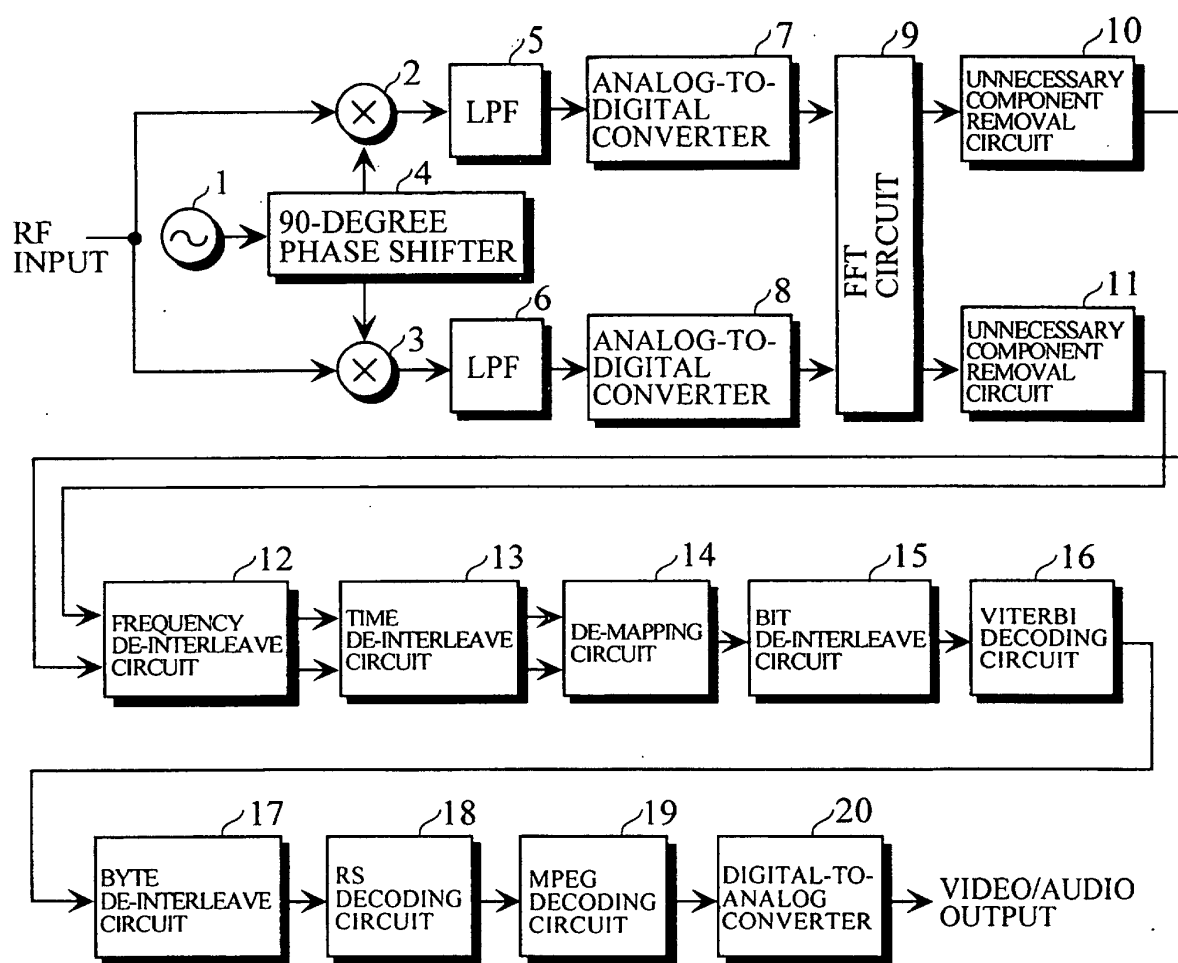 5
7
9
10
2
LPF
ANALOG-TO-
DIGITAL
CONVERTER
UNNECESSARY
COMPONENT
REMOVAL
CIRCUIT
1
4
RF
INPUT
90-DEGREE
PHASE SHIFTER
FFT
CIRCUIT
6
8
11
3
LPF
ANALOG-TO-
DIGITAL
CONVERTER
UNNECESSARY
COMPONENT
REMOVAL
CIRCUIT
12
13
14
15
16
FREQUENCY
DE-INTERLEAVE
CIRCUIT
TIME
DE-INTERLEAVE
CIRCUIT
DE-MAPPING
CIRCUIT
BIT
DE-INTERLEAVE
CIRCUIT
VITERBI
DECODING
CIRCUIT
17
18
19
20
BYTE
DE-INTERLEAVE
CIRCUIT
RS
DECODING
CIRCUIT
MPEG
DECODING
CIRCUIT
DIGITAL-TO-
ANALOG
CONVERTER
VIDEO/AUDIO
OUTPUT